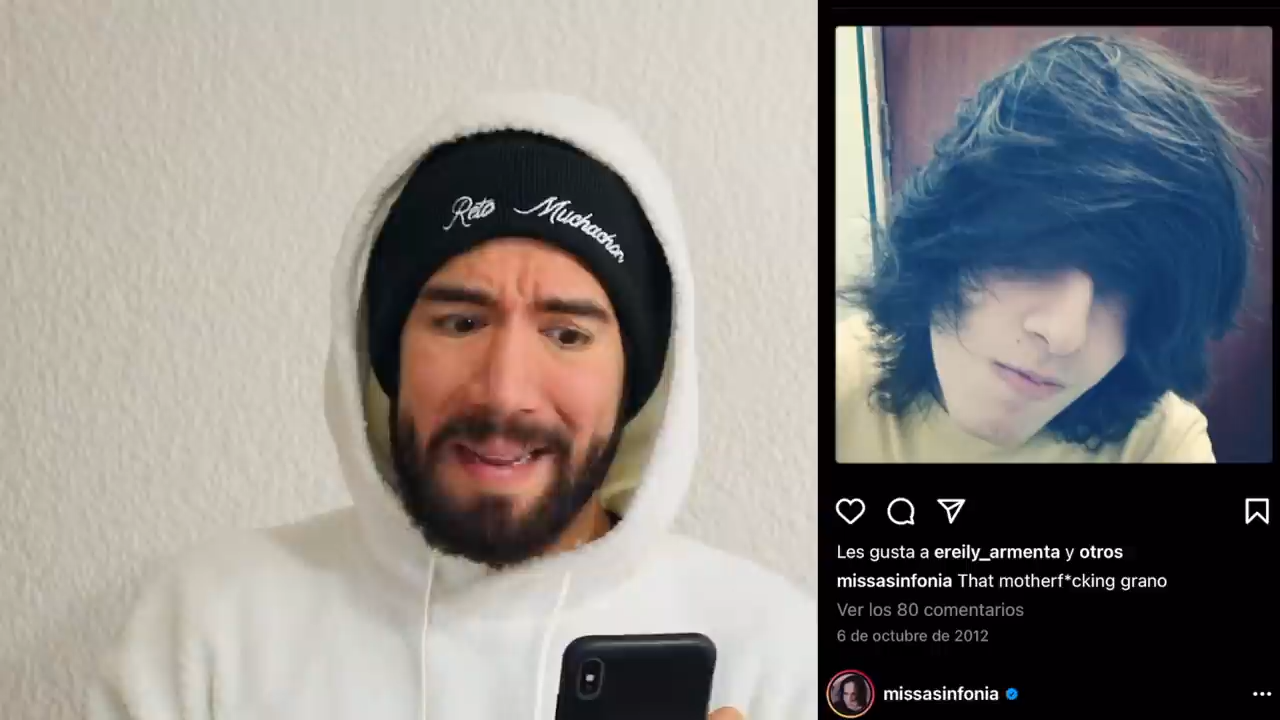 Reto Muchachon
Les gusta a ereily_armenta y otros
missasinfonia That motherf*cking grano
Ver los 80 comentarios
6 de octubre de 2012
missasinfonia